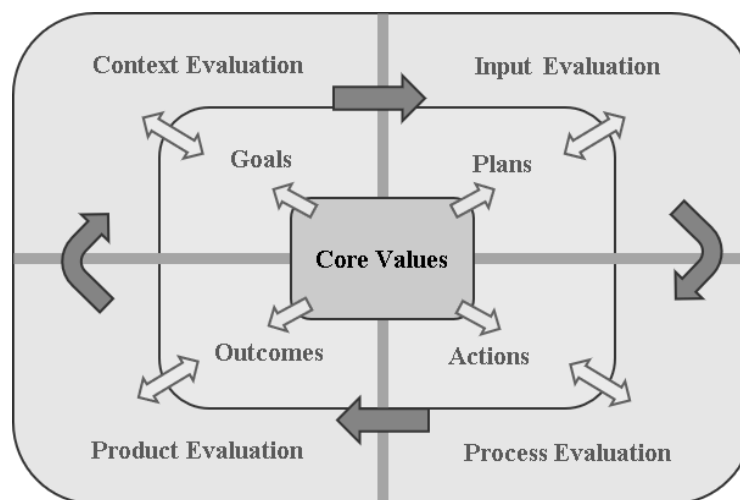 Context Evaluation
Input Evaluation
Goals
Plans
Core Values
Outcomes
Actions
Product Evaluation
Process Evaluation